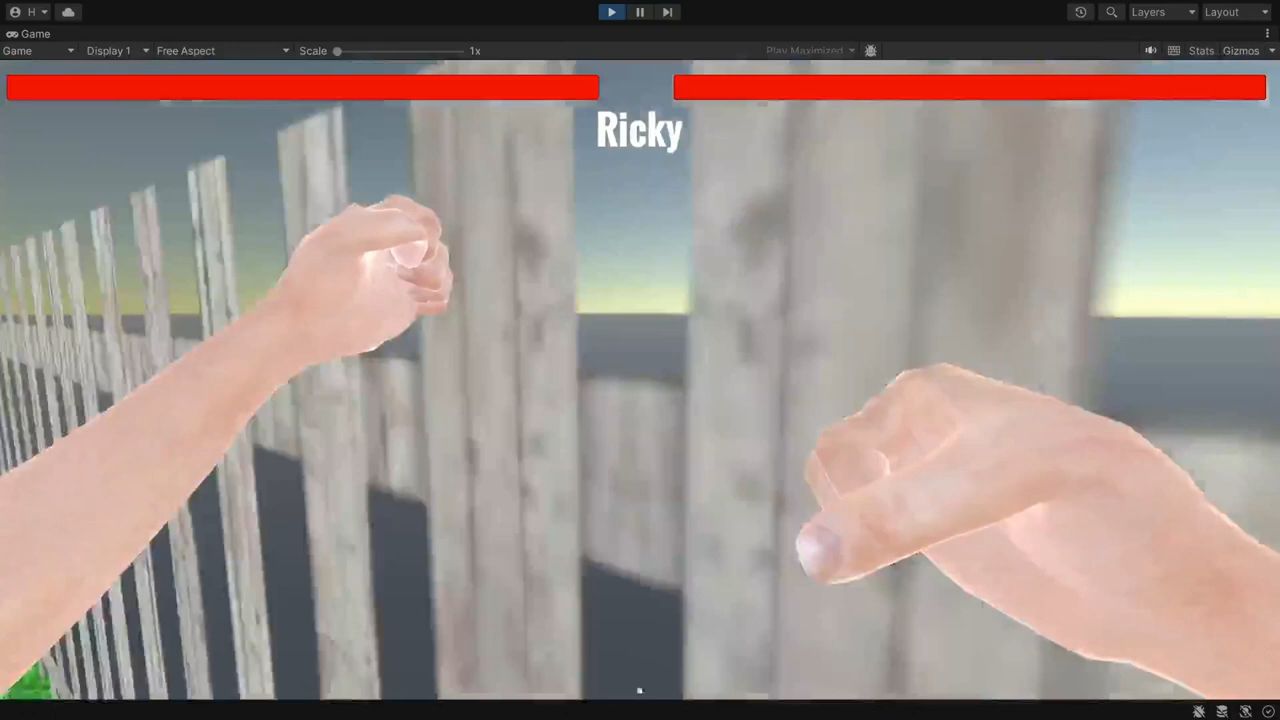 H
Layers
Layout
Game
Game
Display 1
Free Aspect
Scale
1x
Play Maximized
Stats
Gizmos
Ricky